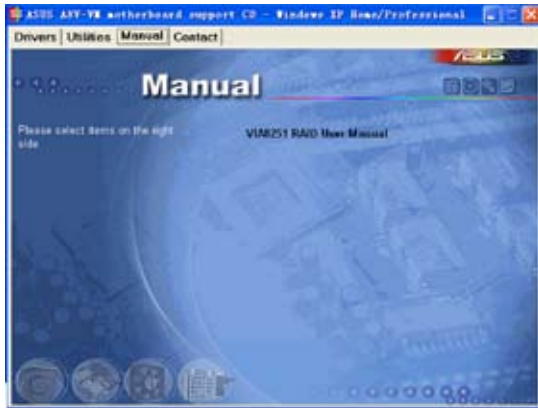 ASUS A8V-VM motherboard support CD - Windows XP Home/Professional
Drivers Utilities Manual Contact
ASUS
Manual
Please select items on the right
side
VIA8251 RAID User Manual